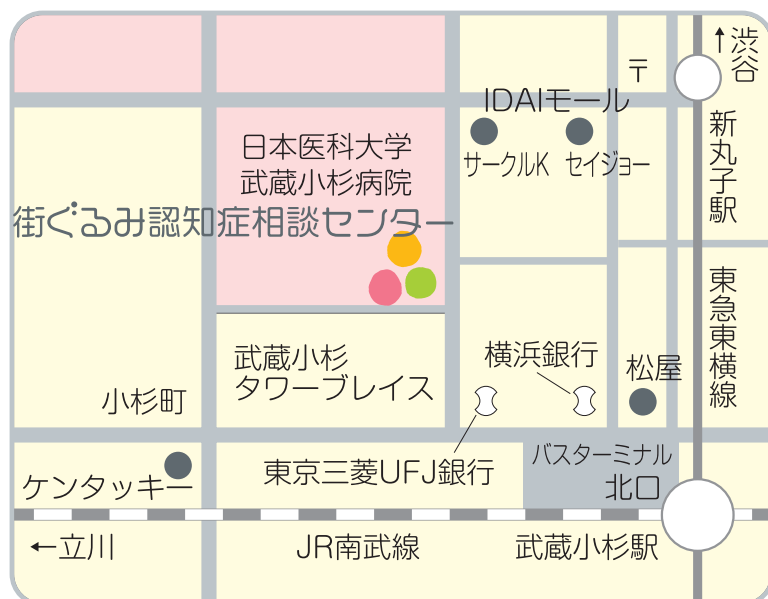 ↑渋谷
〒
IDAIモール
サークルK
セイジョー
新丸子駅
日本医科大学
武蔵小杉病院
街ぐるみ認知症相談センター
東急東横線
武蔵小杉
タワープレイス
横浜銀行
松屋
小杉町
バスターミナル
北口
東京三菱UFJ銀行
ケンタッキー
←立川
JR南武線
武蔵小杉駅